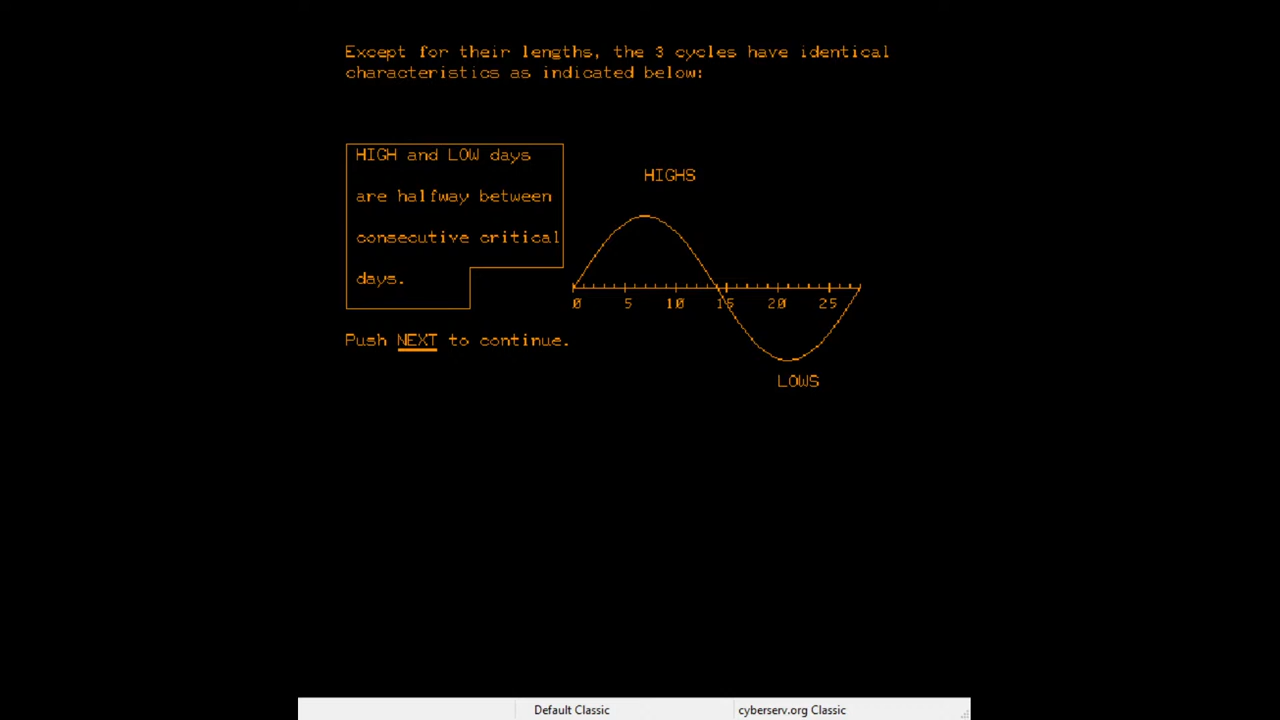 Except for their lengths, the 3 cycles have identical
characteristics as indicated below:
HIGH and LOW days
are halfway between
consecutive critical
days.
HIGHS
0 5 10 15 20 25
LOWS
Push NEXT to continue.
Default Classic
cyberserv.org Classic